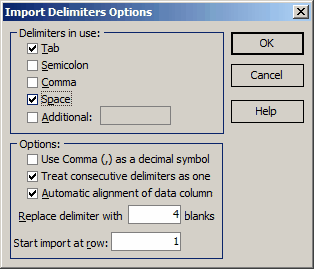 Import Delimiters Options
Delimiters in use:
Tab
Semicolon
Comma
Space
Additional:
OK
Cancel
Help
Options:
Use Comma (,) as a decimal symbol
Treat consecutive delimiters as one
Automatic alignment of data column
Replace delimiter with 4 blanks
Start import at row: 1